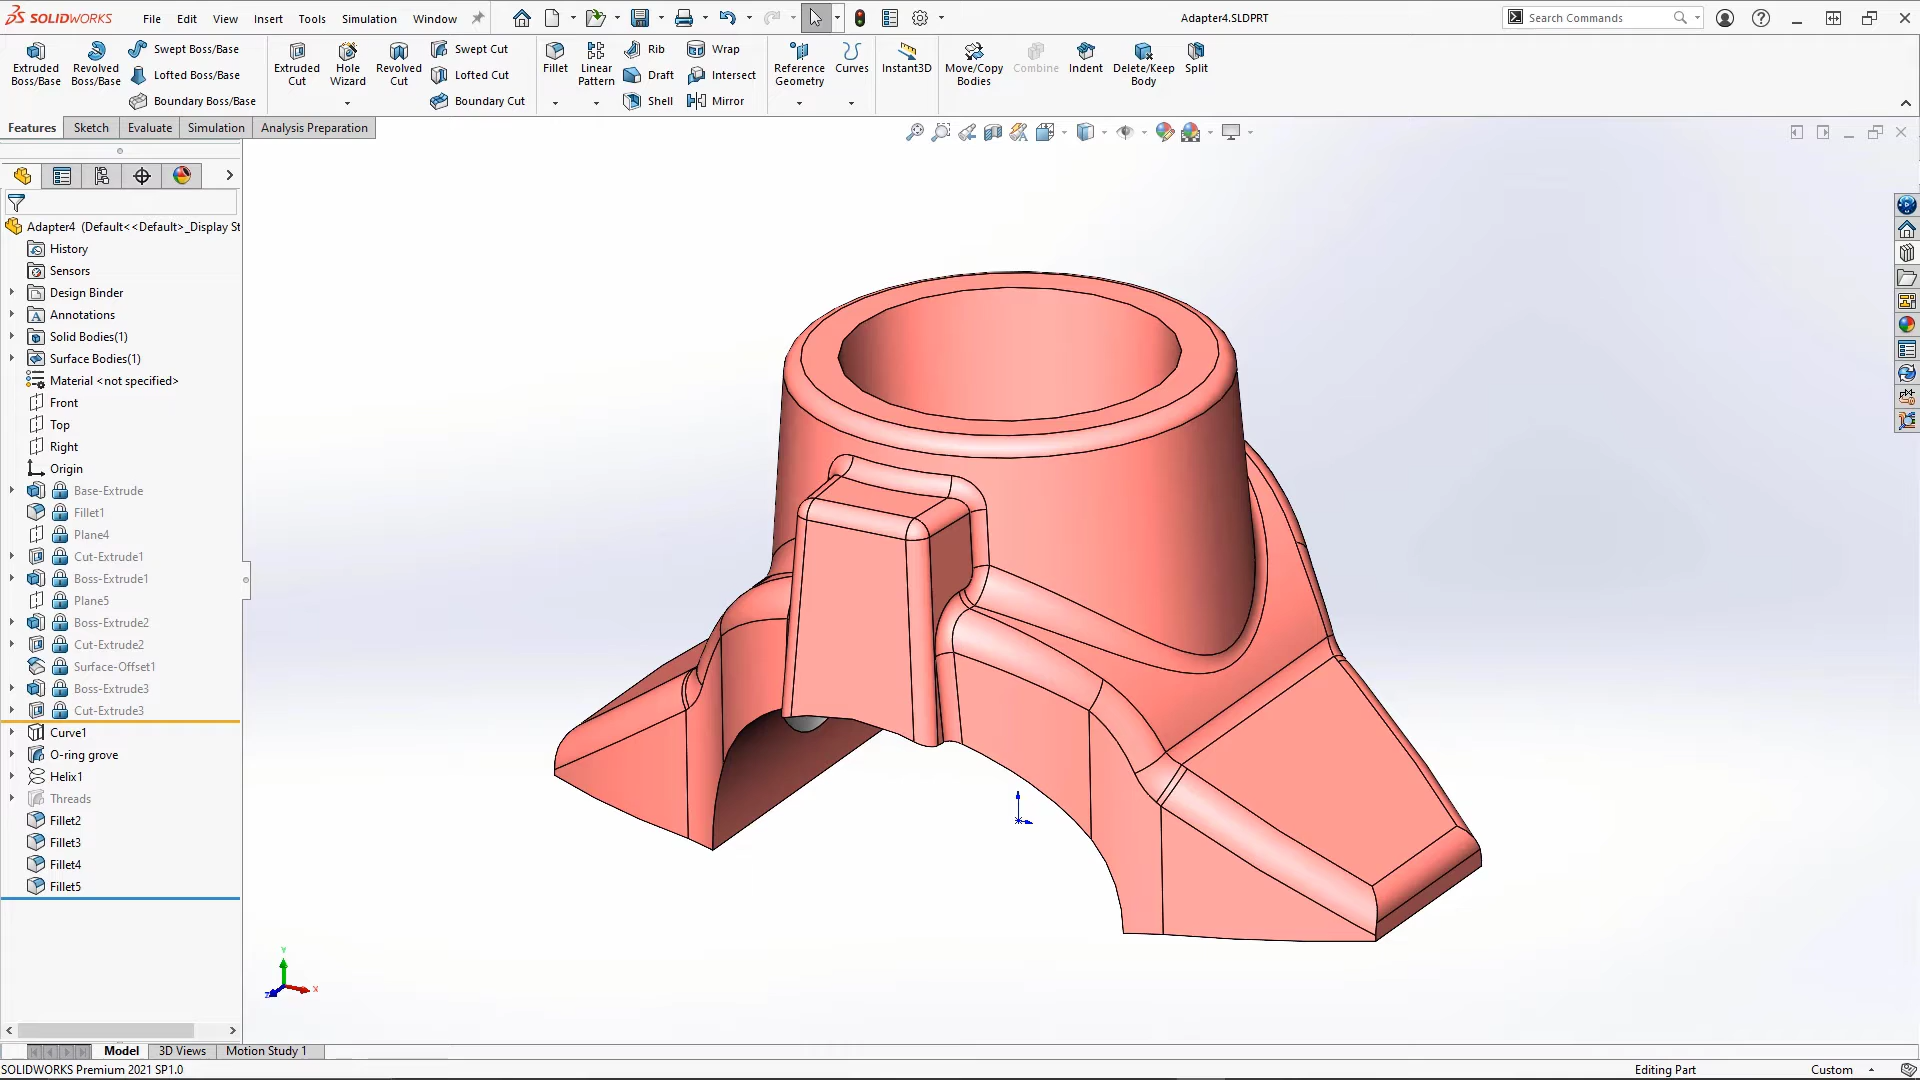 SOLIDWORKS File Edit View Insert Tools Simulation Window Adapter4.SLDPRT Search Commands
Extruded Boss/Base
Revolved Boss/Base
Swept Boss/Base
Lofted Boss/Base
Boundary Boss/Base
Extruded Cut
Hole Wizard
Revolved Cut
Swept Cut
Lofted Cut
Boundary Cut
Fillet
Linear Pattern
Rib
Draft
Shell
Wrap
Intersect
Mirror
Reference Geometry
Curves
Instant3D
Move/Copy Bodies
Combine
Indent
Delete/Keep Body
Split
Features Sketch Evaluate Simulation Analysis Preparation
Adapter4 (Default<<Default>_Display St
History
Sensors
Design Binder
Annotations
Solid Bodies(1)
Surface Bodies(1)
Material <not specified>
Front
Top
Right
Origin
Base-Extrude
Fillet1
Plane4
Cut-Extrude1
Boss-Extrude1
Plane5
Boss-Extrude2
Cut-Extrude2
Surface-Offset1
Boss-Extrude3
Cut-Extrude3
Curve1
O-ring grove
Helix1
Threads
Fillet2
Fillet3
Fillet4
Fillet5
Y
X
Z
Model 3D Views Motion Study 1
SOLIDWORKS Premium 2021 SP1.0 Editing Part Custom